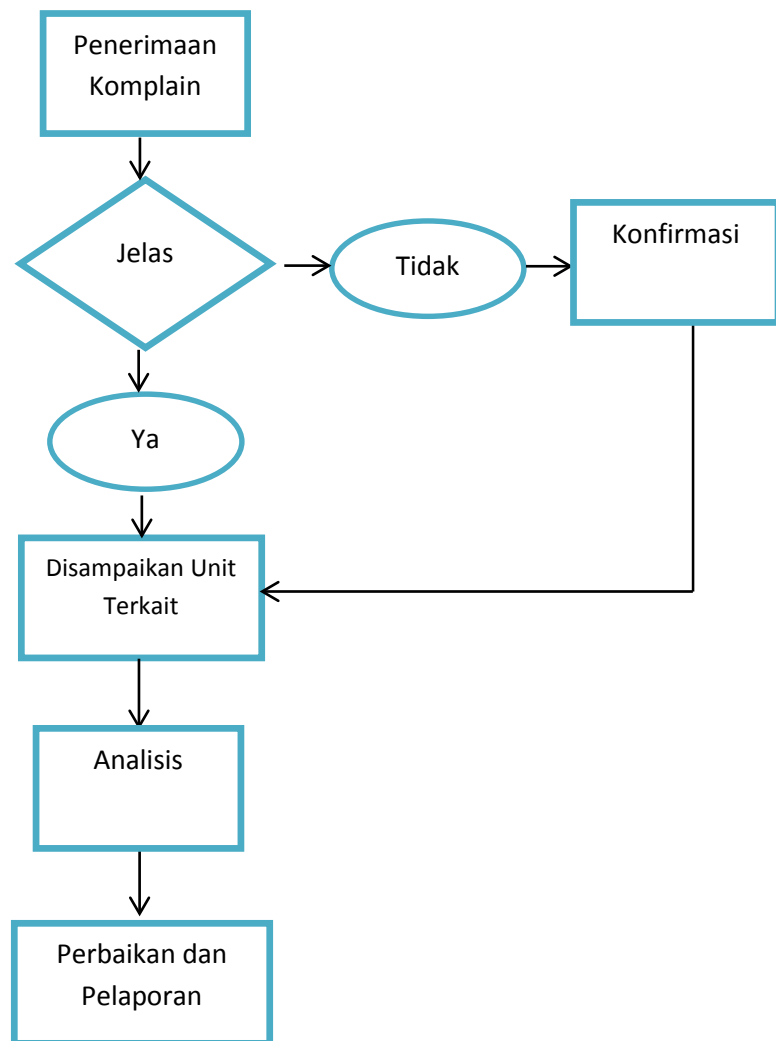 Penerimaan
Komplain
Jelas
Tidak
Konfirmasi
Ya
Disampaikan Unit
Terkait
Analisis
Perbaikan dan
Pelaporan